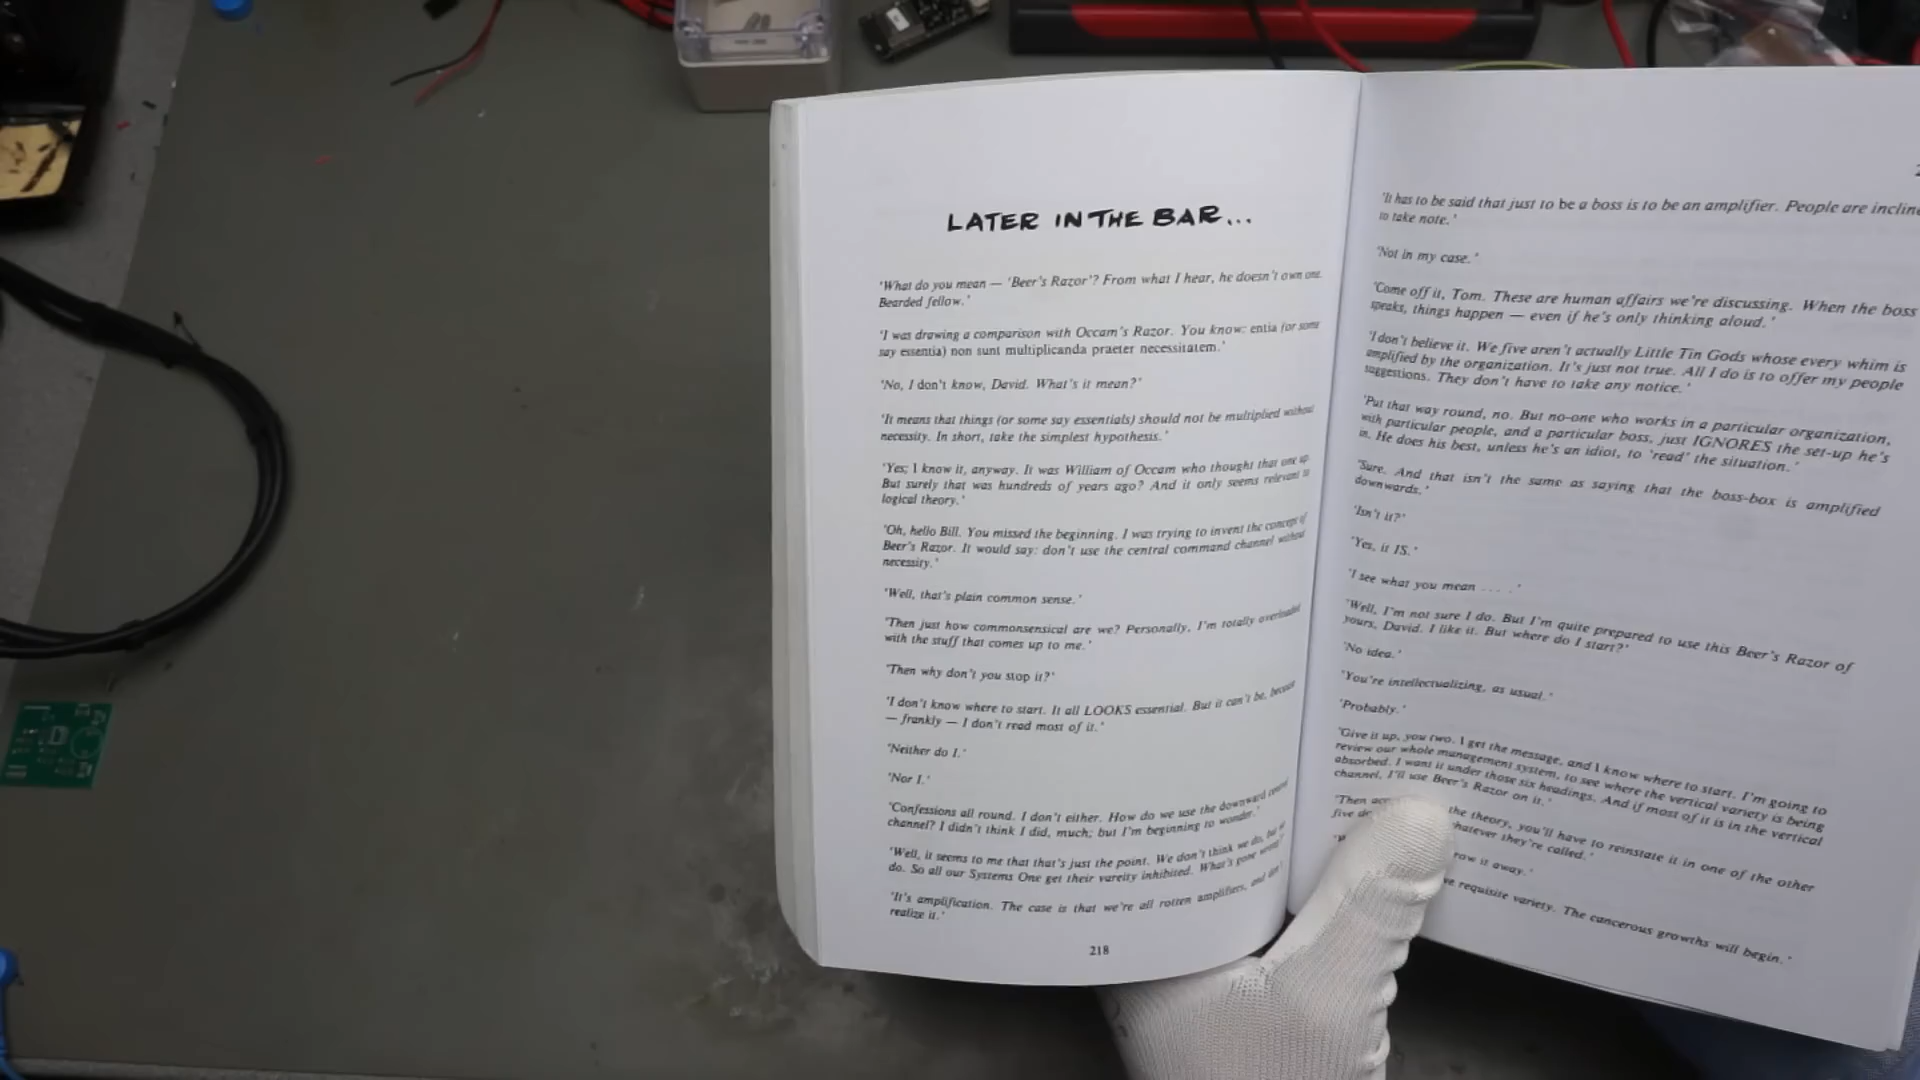 LATER IN THE BAR...
'What do you mean — 'Beer's Razor'? From what I hear, he doesn't own one.
Bearded fellow.'
'I was drawing a comparison with Occam's Razor. You know: entia (or some
say essentia) non sunt multiplicanda praeter necessitatem.'
'No, I don't know, David. What's it mean?'
'It means that things (or some say essentials) should not be multiplied without
necessity. In short, take the simplest hypothesis.'
'Yes; I know it, anyway. It was William of Occam who thought that one up.
But surely that was hundreds of years ago? And it only seems relevant to
logical theory.'
'Oh, hello Bill. You missed the beginning. I was trying to invent the concept of
Beer's Razor. It would say: don't use the central command channel without
necessity.'
'Well, that's plain common sense.'
'Then just how commonsensical are we? Personally, I'm totally overloaded
with the stuff that comes up to me.'
'Then why don't you stop it?'
'I don't know where to start. It all LOOKS essential. But it can't be, because
— frankly — I don't read most of it.'
'Neither do I.'
'Nor I.'
'Confessions all round. I don't either. How do we use the downward central
channel? I didn't think I did, much; but I'm beginning to wonder.'
'Well, it seems to me that that's just the point. We don't think we do, but we
do. So all our Systems One get their vareity inhibited. What's gone wrong?'
'It's amplification. The case is that we're all rotten amplifiers, and don't
realize it.'
218
'It has to be said that just to be a boss is to be an amplifier. People are
to take note.'
'Not in my case.'
'Come off it, Tom. These are human affairs we're discussing. When the boss
speaks, things happen — even if he's only thinking aloud.'
'I don't believe it. We five aren't actually Little Tin Gods whose every whim is
amplified by the organization. It's just not true. All I do is to offer my people
suggestions. They don't have to take any notice.'
'Put that way round, no. But no-one who works in a particular organization,
with particular people, and a particular boss, just IGNORES the set-up he's
in. He does his best, unless he's an idiot, to 'read' the situation.'
'Sure. And that isn't the same as saying that the boss-box is amplified
downwards.'
'Isn't it?'
'Yes, it IS.'
'I see what you mean . . . . .'
'Well, I'm not sure I do. But I'm quite prepared to use this Beer's Razor of
yours, David. I like it. But where do I start?'
'No idea.'
'You're intellectualizing, as usual.'
'Probably.'
'Give it up, you two. I get the message, and I know where to start. I'm going to
review our whole management system, to see where the vertical variety is being
absorbed. I want it under those six headings. And if most of it is in the vertical
channel, I'll use Beer's Razor on it.'
'Then the theory, you'll have to reinstate it in one of the other
five whatever they're called.'
it away.'
requisite variety. The cancerous growths will begin.'